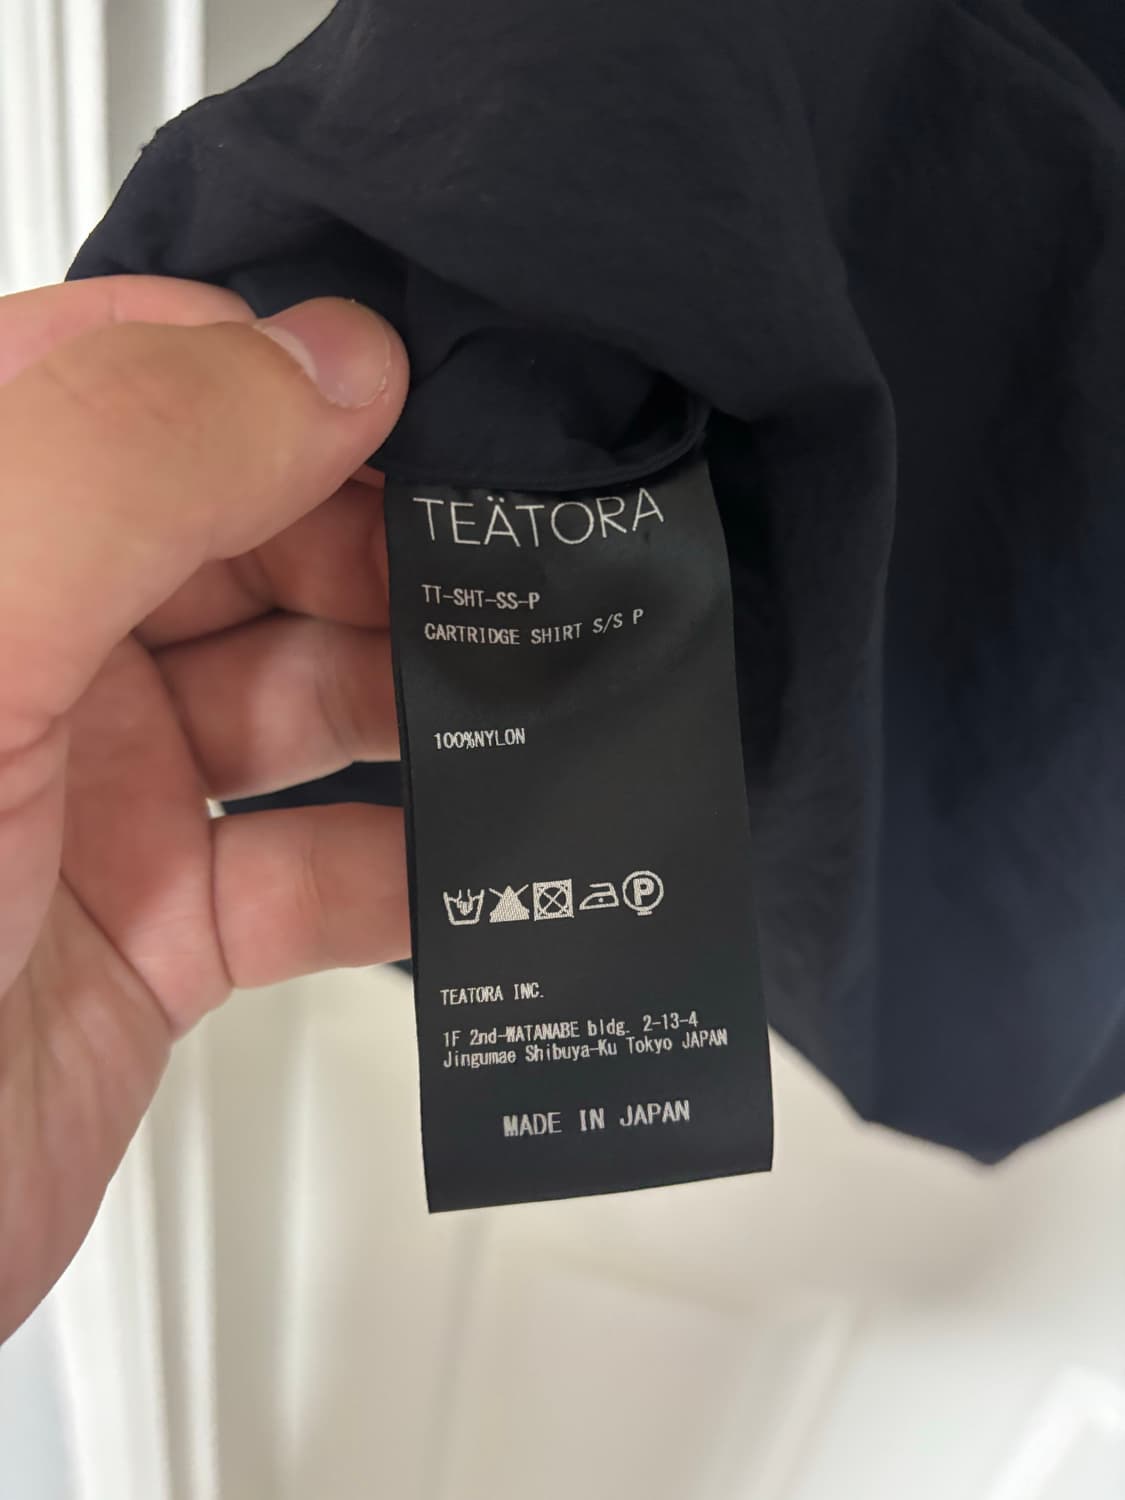 TEÄTORA
TT-SHT-SS-P
CARTRIDGE SHIRT S/S P
100%NYLON
P
TEATORA INC.
1F 2nd-WATANABE bldg. 2-13-4
Jingumae Shibuya-Ku Tokyo JAPAN
MADE IN JAPAN